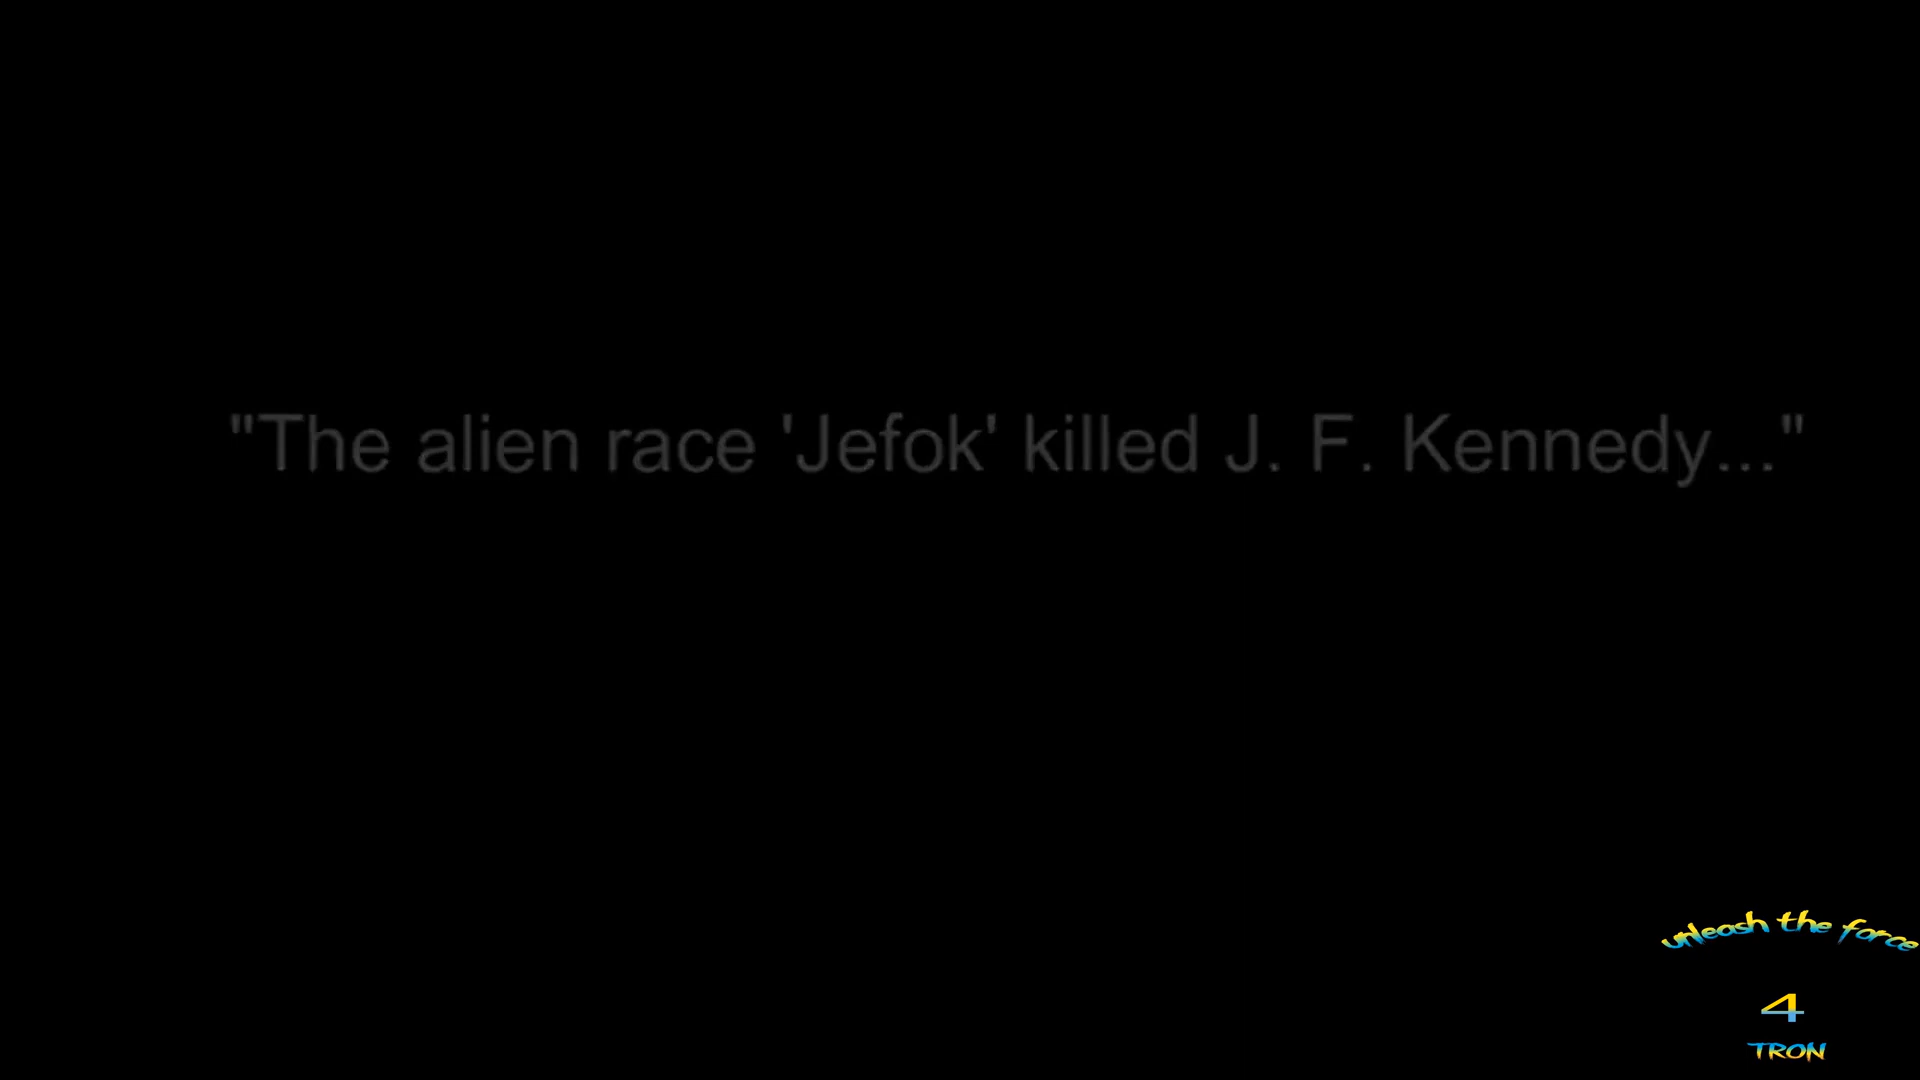 "The alien race 'Jefok' killed J. F. Kennedy..."
unleash the force
4
TRON